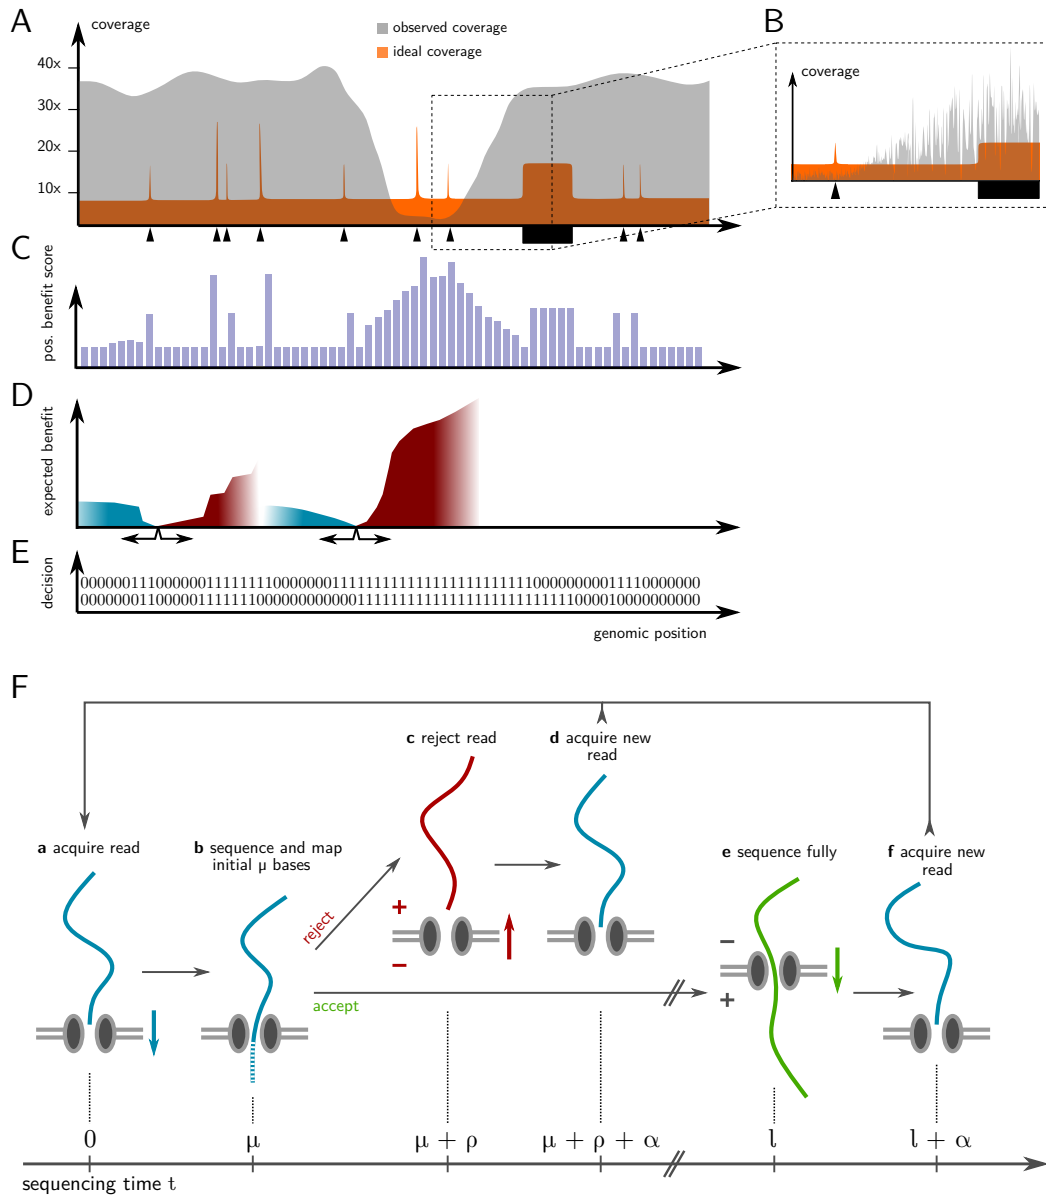 A
coverage
observed coverage
ideal coverage
40x
30x
20x
10x
B
coverage
C
pos. benefit score
D
expected benefit
E
decision
genomic position
F
c reject read
d acquire new
read
a acquire read
b sequence and map
initial μ bases
e sequence fully
f acquire new
read
reject
+
−
accept
−
+
0
μ
μ + ρ
μ + ρ + α
l
l + α
sequencing time t